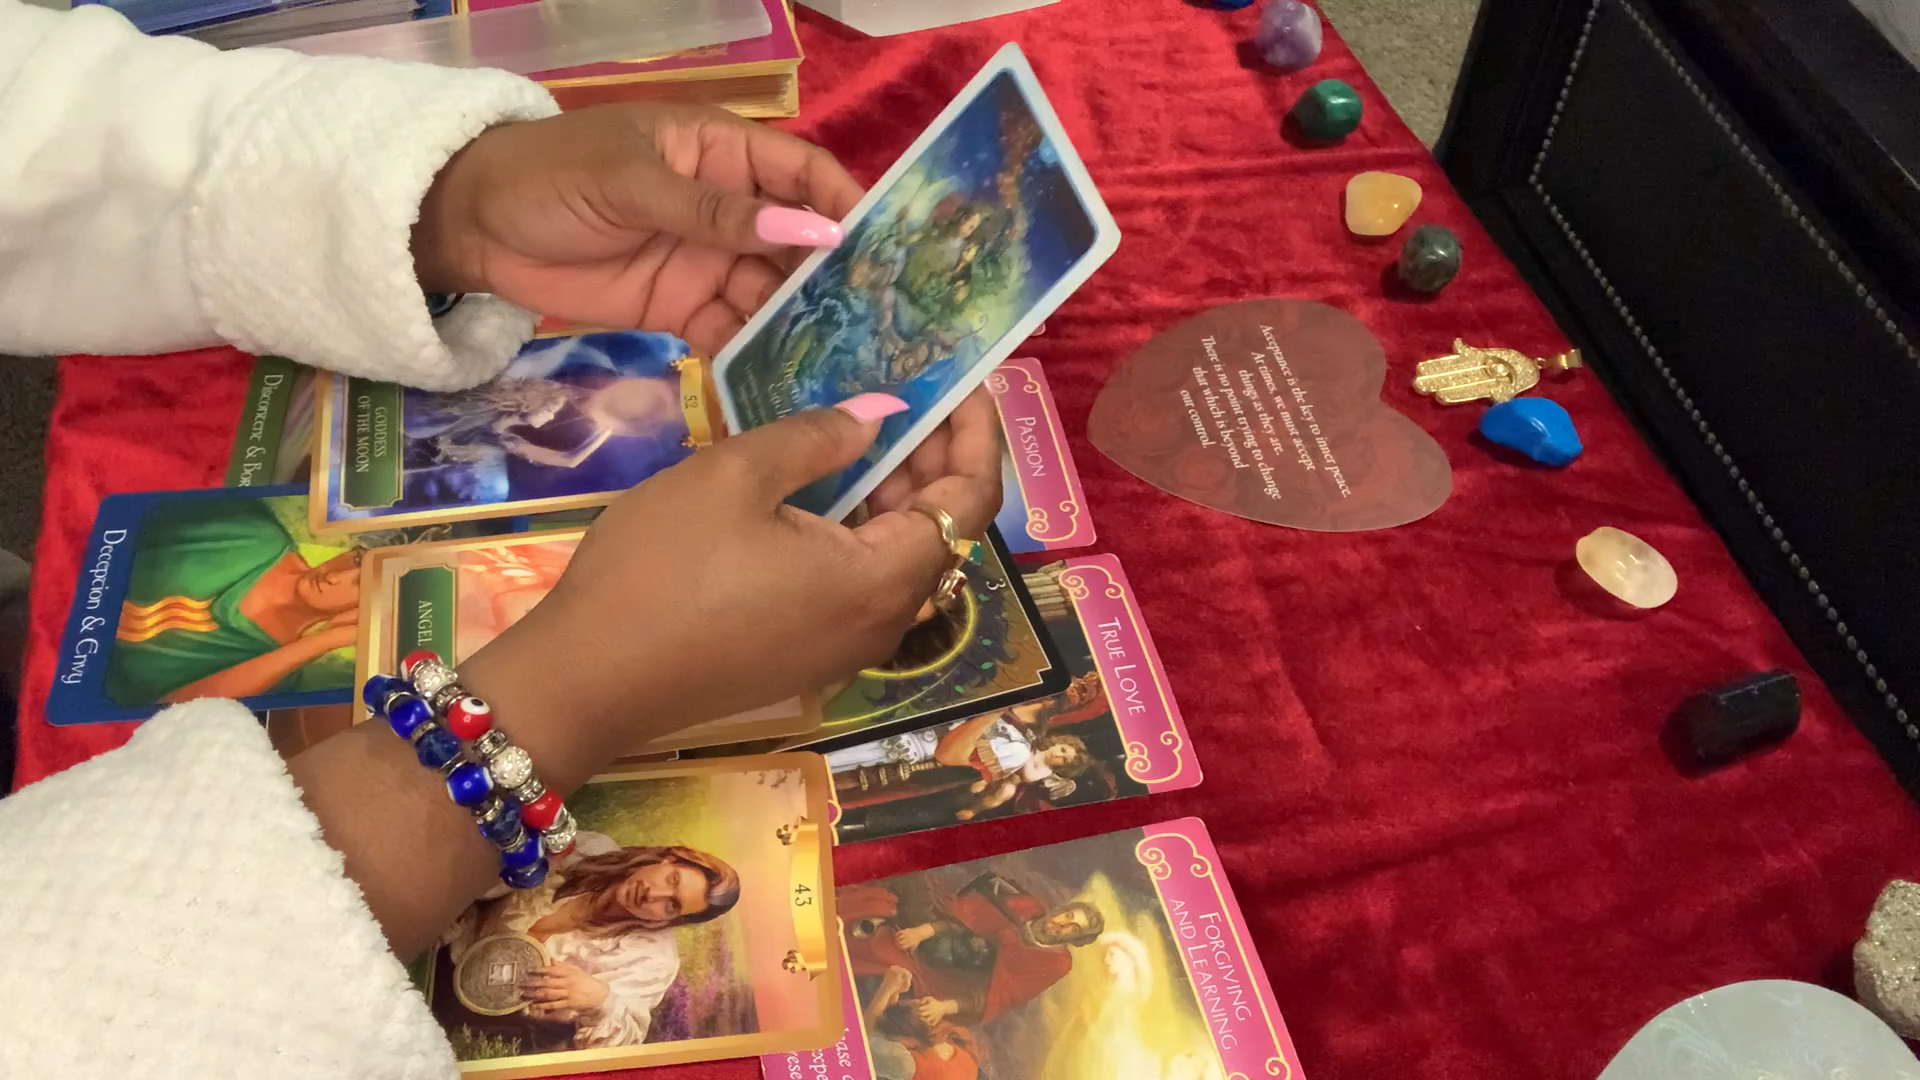 Acceptance is the key to inner peace.
At times, we must accept
things as they are.
There is no point trying to change
that which is beyond
our control!
PASSION
52
GODDESS
OF THE MOON
Deception & Envy
ANGEL
3
TRUE LOVE
43
FORGIVING
AND LEARNING